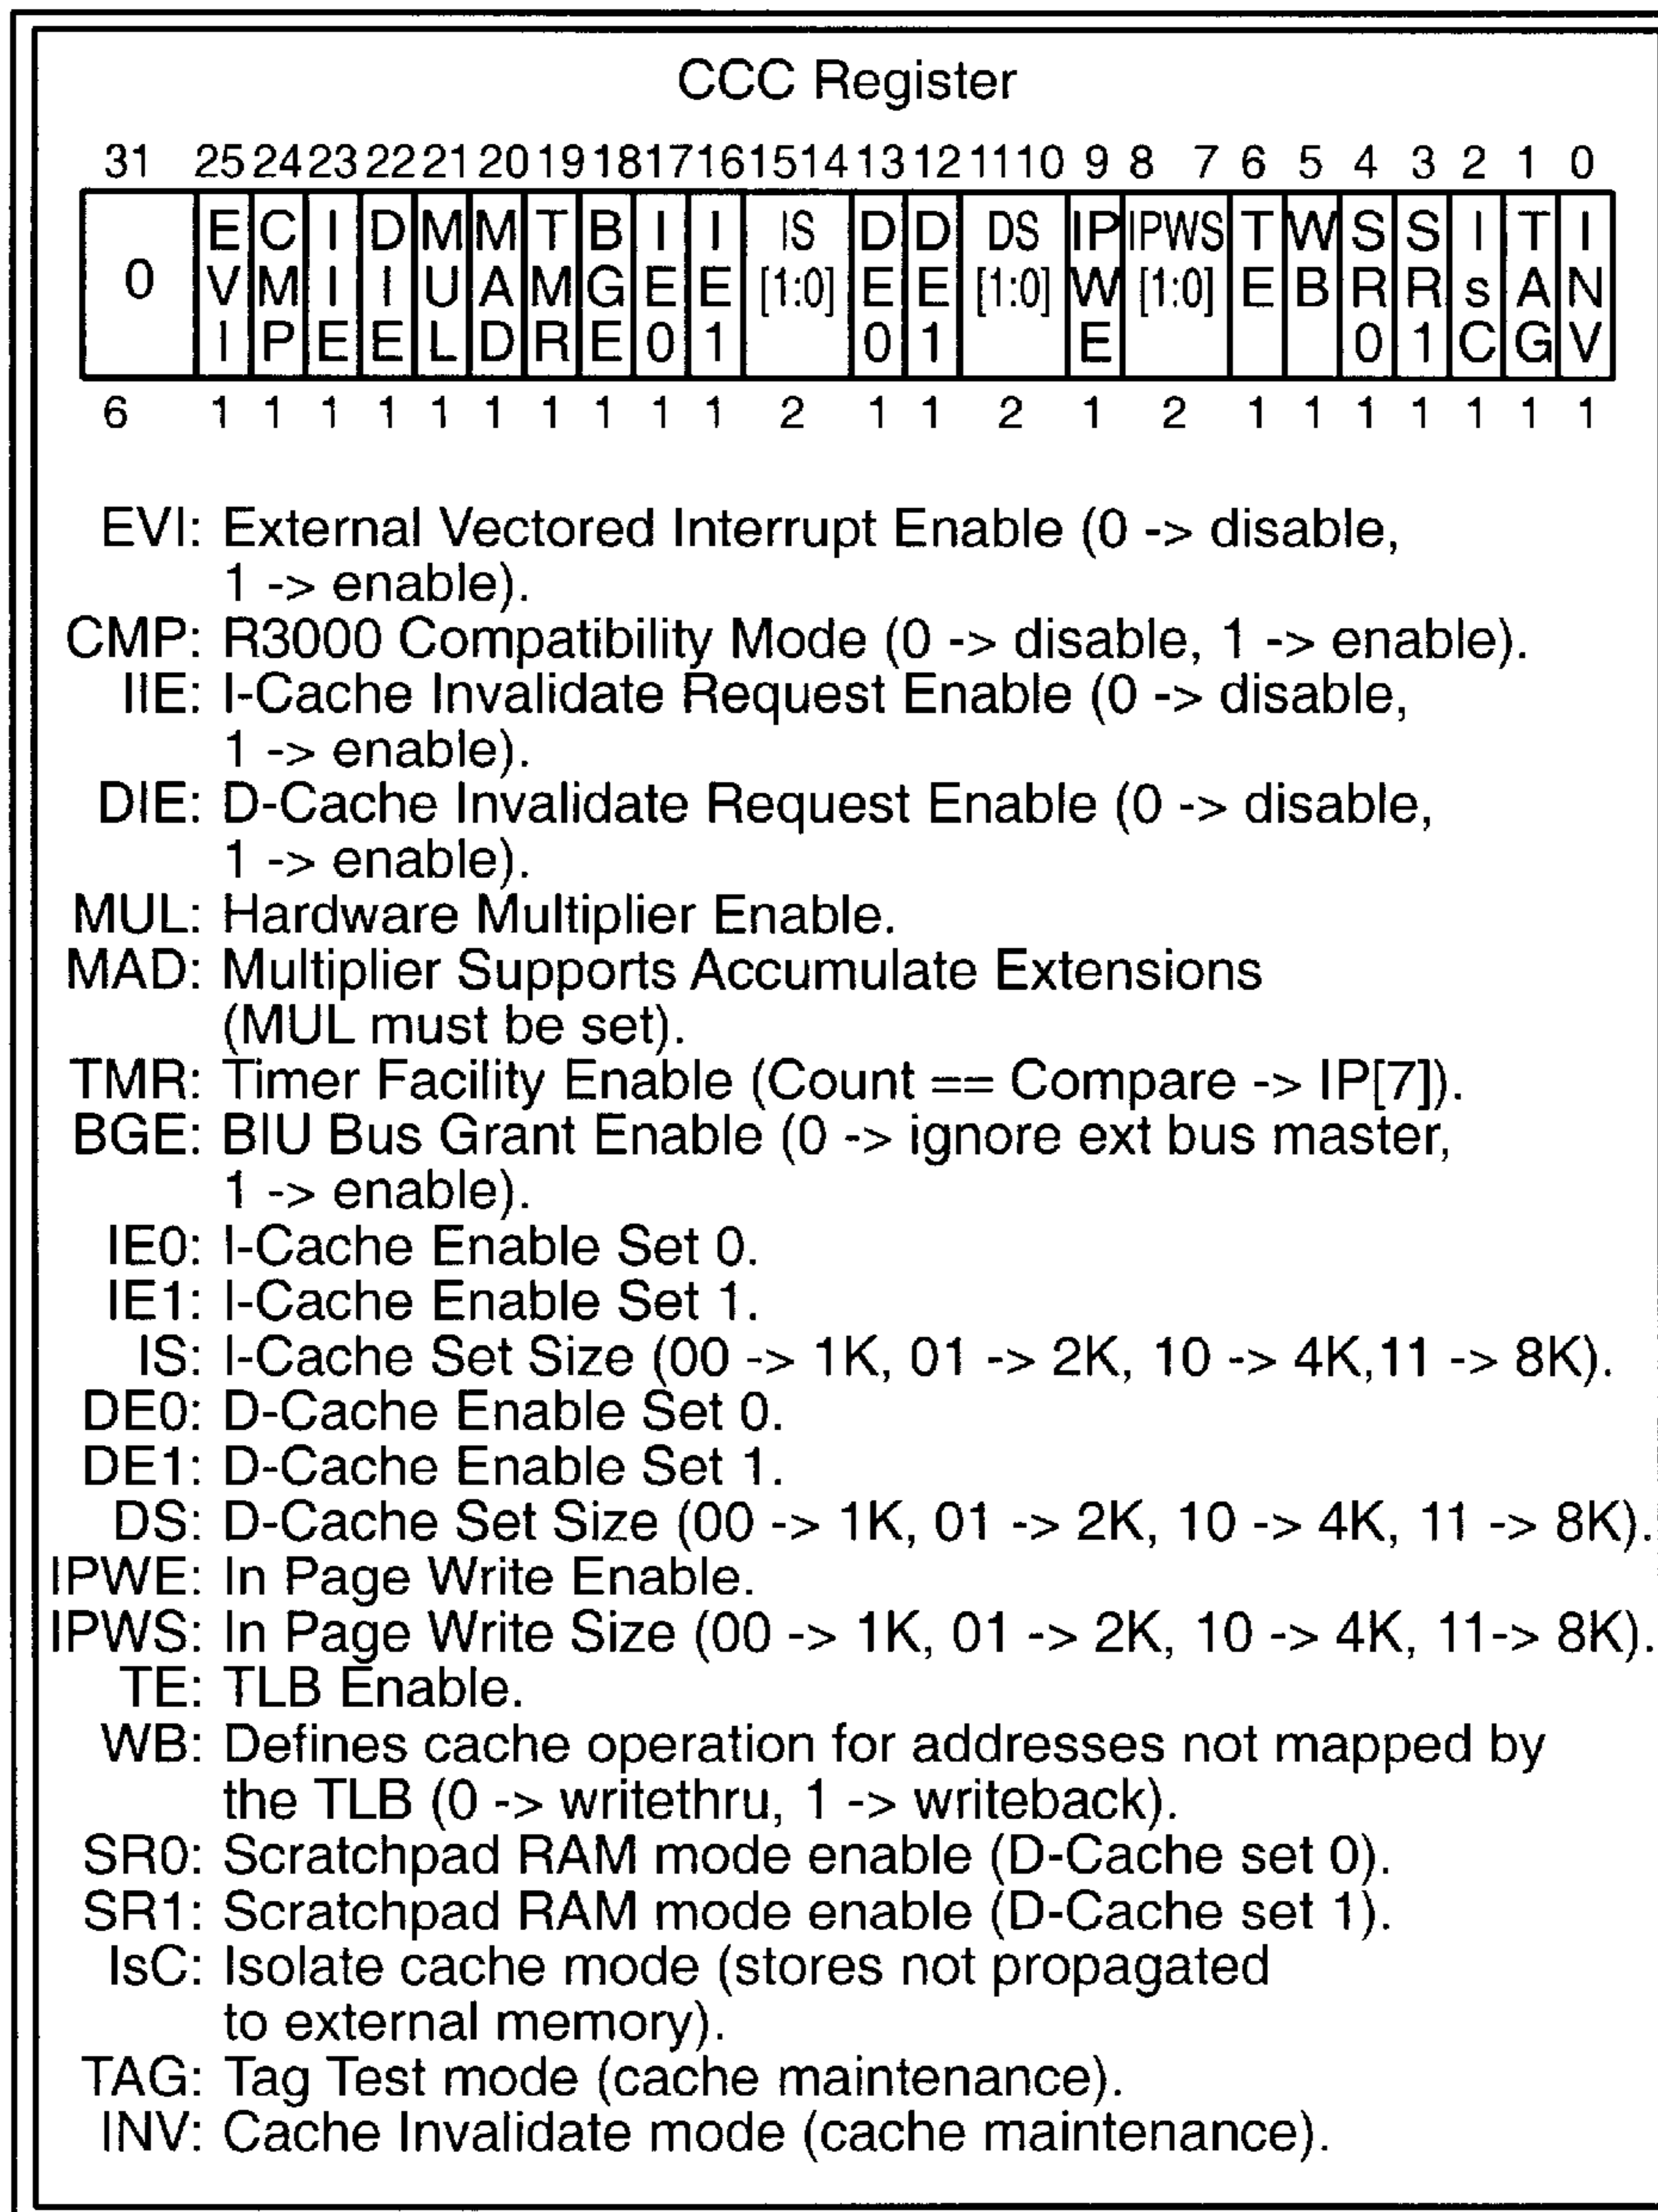 CCC Register
31 25 24 23 22 21 20 19 18 17 16 15 14 13 12 11 10 9 8 7 6 5 4 3 2 1 0
0 EVI CMP IIE DIE MUL MAD TMR BGE IE0 IE1 IS [1:0] DE0 DE1 DS [1:0] IPWE IPWS [1:0] TE WB SR0 SR1 IsC TAG INV
6 1 1 1 1 1 1 1 1 1 1 2 1 1 2 1 2 1 1 1 1 1 1 1
EVI: External Vectored Interrupt Enable (0 -> disable,
1 -> enable).
CMP: R3000 Compatibility Mode (0 -> disable, 1 -> enable).
IIE: I-Cache Invalidate Request Enable (0 -> disable,
1 -> enable).
DIE: D-Cache Invalidate Request Enable (0 -> disable,
1 -> enable).
MUL: Hardware Multiplier Enable.
MAD: Multiplier Supports Accumulate Extensions
(MUL must be set).
TMR: Timer Facility Enable (Count == Compare -> IP[7]).
BGE: BIU Bus Grant Enable (0 -> ignore ext bus master,
1 -> enable).
IE0: I-Cache Enable Set 0.
IE1: I-Cache Enable Set 1.
IS: I-Cache Set Size (00 -> 1K, 01 -> 2K, 10 -> 4K,11 -> 8K).
DE0: D-Cache Enable Set 0.
DE1: D-Cache Enable Set 1.
DS: D-Cache Set Size (00 -> 1K, 01 -> 2K, 10 -> 4K, 11 -> 8K).
IPWE: In Page Write Enable.
IPWS: In Page Write Size (00 -> 1K, 01 -> 2K, 10 -> 4K, 11-> 8K).
TE: TLB Enable.
WB: Defines cache operation for addresses not mapped by
the TLB (0 -> writethru, 1 -> writeback).
SR0: Scratchpad RAM mode enable (D-Cache set 0).
SR1: Scratchpad RAM mode enable (D-Cache set 1).
IsC: Isolate cache mode (stores not propagated
to external memory).
TAG: Tag Test mode (cache maintenance).
INV: Cache Invalidate mode (cache maintenance).